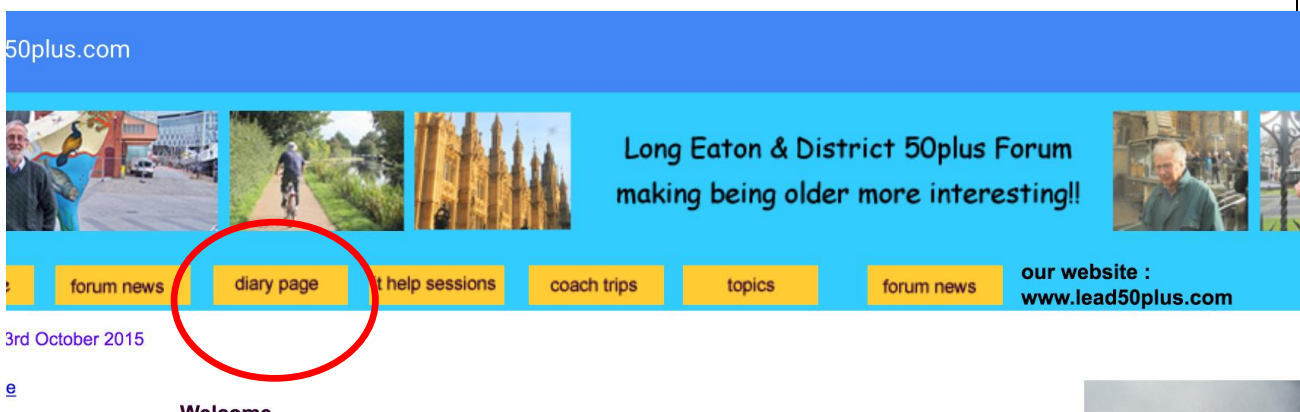 50plus.com
Long Eaton & District 50plus Forum
making being older more interesting!!
e
forum news
diary page
it help sessions
coach trips
topics
forum news
our website :
www.lead50plus.com
3rd October 2015
e
Welcome